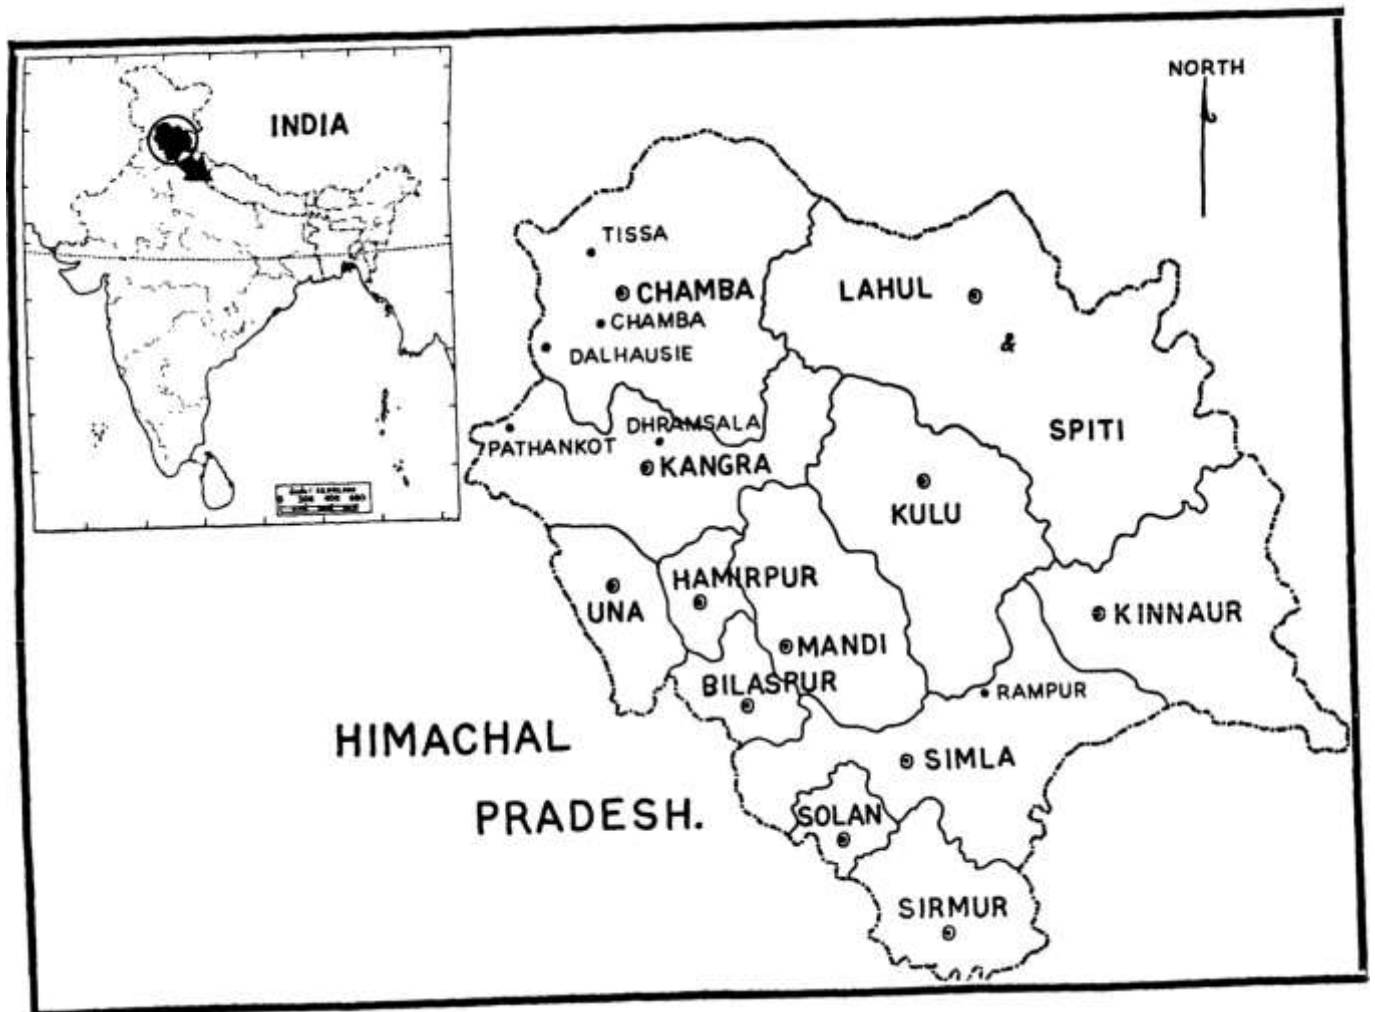 INDIA
NORTH
TISSA
CHAMBA
CHAMBA
DALHAUSIE
LAHUL
&
SPITI
DHRAMSALA
PATHANKOT
KANGRA
KULU
HAMIRPUR
UNA
KINNAUR
MANDI
BILASPUR
RAMPUR
HIMACHAL
PRADESH.
SIMLA
SOLAN
SIRMUR